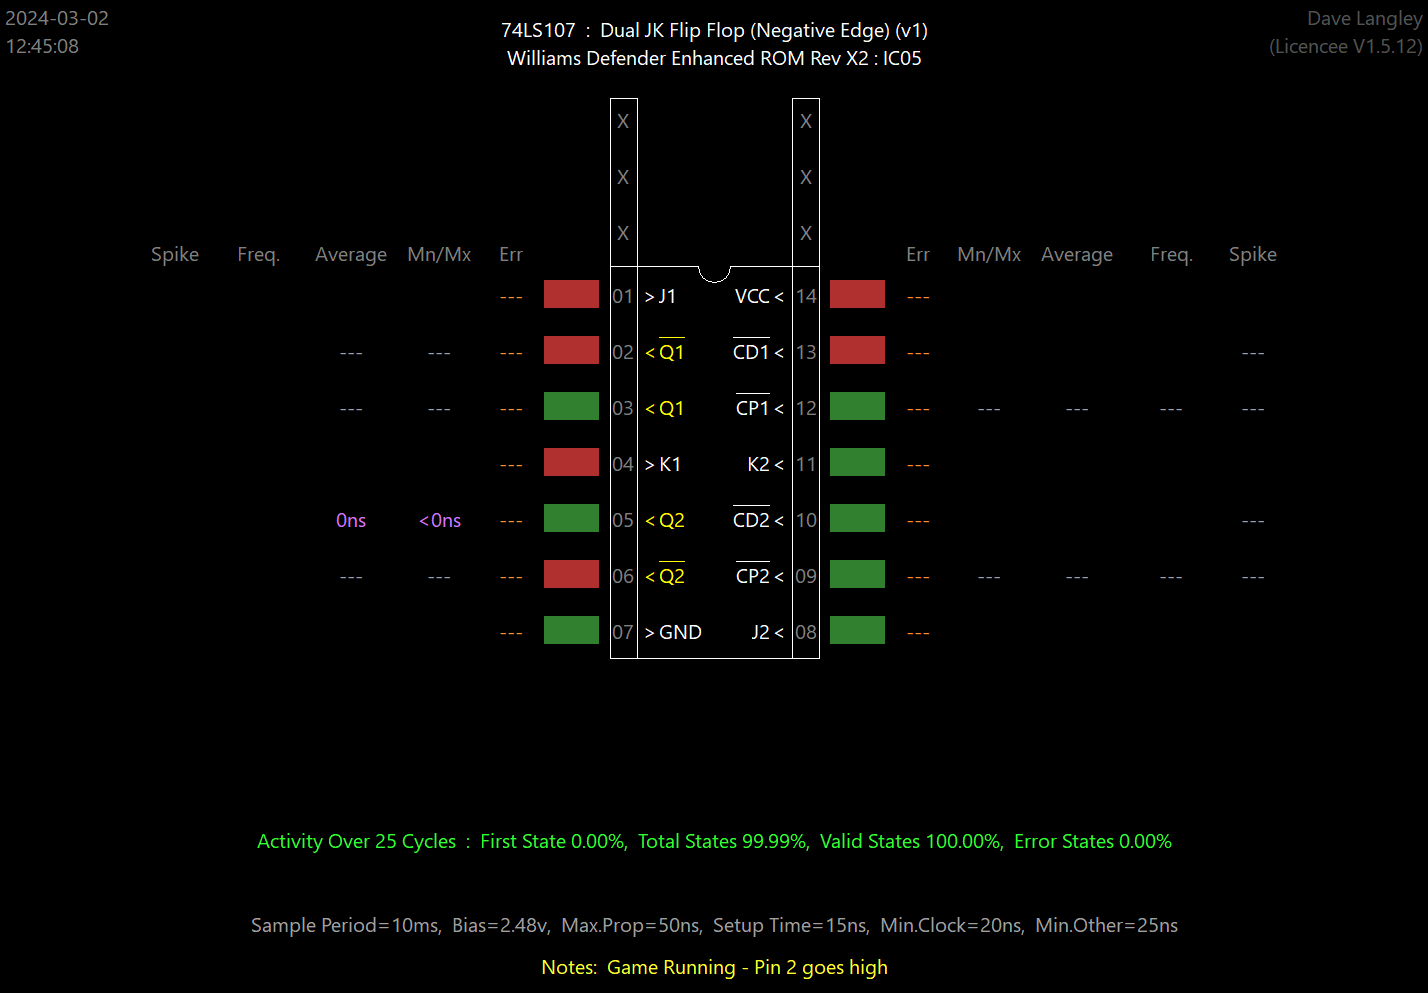 2024-03-02
12:45:08
74LS107 : Dual JK Flip Flop (Negative Edge) (v1)
Williams Defender Enhanced ROM Rev X2 : IC05
Dave Langley
(Licencee V1.5.12)
X X
X X
X X
Spike Freq. Average Mn/Mx Err Err Mn/Mx Average Freq. Spike
--- 01 >J1 VCC< 14 ---
--- --- --- 02 <Q1 CD1< 13 --- ---
--- --- --- 03 <Q1 CP1< 12 --- --- --- --- ---
--- 04 >K1 K2< 11 ---
0ns <0ns --- 05 <Q2 CD2< 10 --- ---
--- --- --- 06 <Q2 CP2< 09 --- --- --- --- ---
--- 07 >GND J2< 08 ---
Activity Over 25 Cycles : First State 0.00%, Total States 99.99%, Valid States 100.00%, Error States 0.00%
Sample Period=10ms, Bias=2.48v, Max.Prop=50ns, Setup Time=15ns, Min.Clock=20ns, Min.Other=25ns
Notes: Game Running - Pin 2 goes high